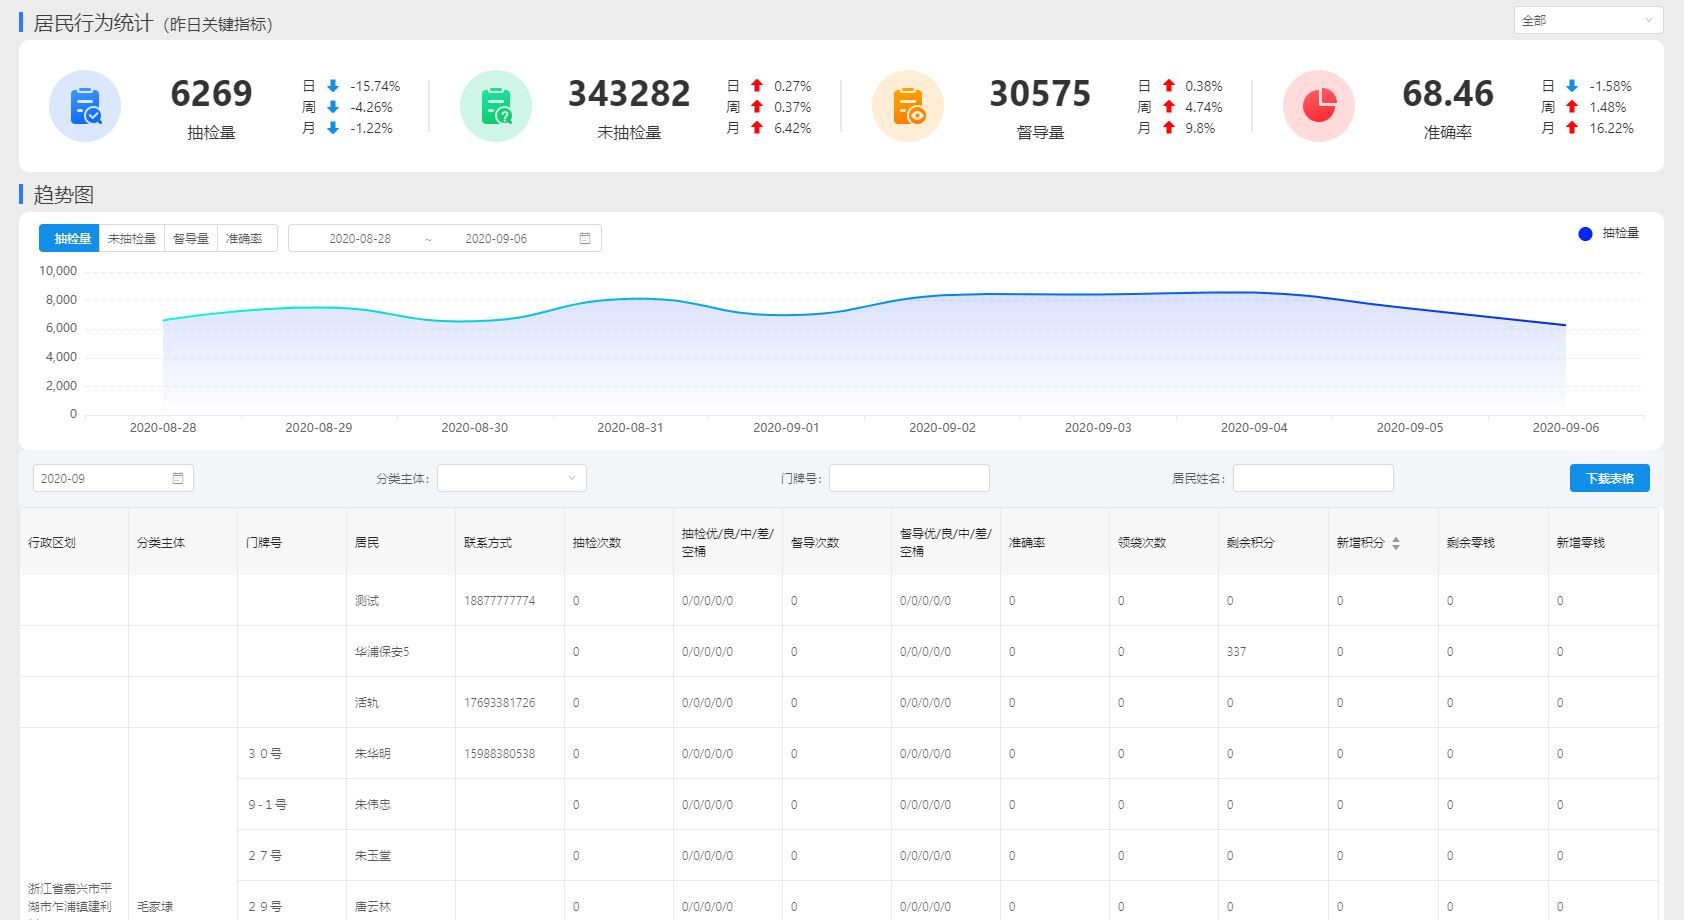 居民行为统计 (昨日关键指标)
全部
6269
抽检量
日 -15.74%
周 -4.26%
月 -1.22%
343282
未抽检量
日 0.27%
周 0.37%
月 6.42%
30575
督导量
日 0.38%
周 4.74%
月 9.8%
68.46
准确率
日 -1.58%
周 1.48%
月 16.22%
趋势图
抽检量 未抽检量 督导量 准确率 2020-08-28 ~ 2020-09-06
抽检量
10,000
8,000
6,000
4,000
2,000
0
2020-08-28 2020-08-29 2020-08-30 2020-08-31 2020-09-01 2020-09-02 2020-09-03 2020-09-04 2020-09-05 2020-09-06
2020-09 分类主体: 门牌号: 居民姓名: 下载表格
行政区划 分类主体 门牌号 居民 联系方式 抽检次数 抽检优/良/中/差/空桶 督导次数 督导优/良/中/差/空桶 准确率 领袋次数 剩余积分 新增积分 剩余零钱 新增零钱
测试 18877777774 0 0/0/0/0/0 0 0/0/0/0/0 0 0 0 0 0 0
华浦保安5 0 0/0/0/0/0 0 0/0/0/0/0 0 0 337 0 0 0
活轨 17693381726 0 0/0/0/0/0 0 0/0/0/0/0 0 0 0 0 0 0
３０号 朱华明 15988380538 0 0/0/0/0/0 0 0/0/0/0/0 0 0 0 0 0 0
９-１号 朱伟忠 0 0/0/0/0/0 0 0/0/0/0/0 0 0 0 0 0 0
２７号 朱玉堂 0 0/0/0/0/0 0 0/0/0/0/0 0 0 0 0 0 0
浙江省嘉兴市平
湖市乍浦镇建利 毛家埭 ２９号 唐云林 0 0/0/0/0/0 0 0/0/0/0/0 0 0 0 0 0 0